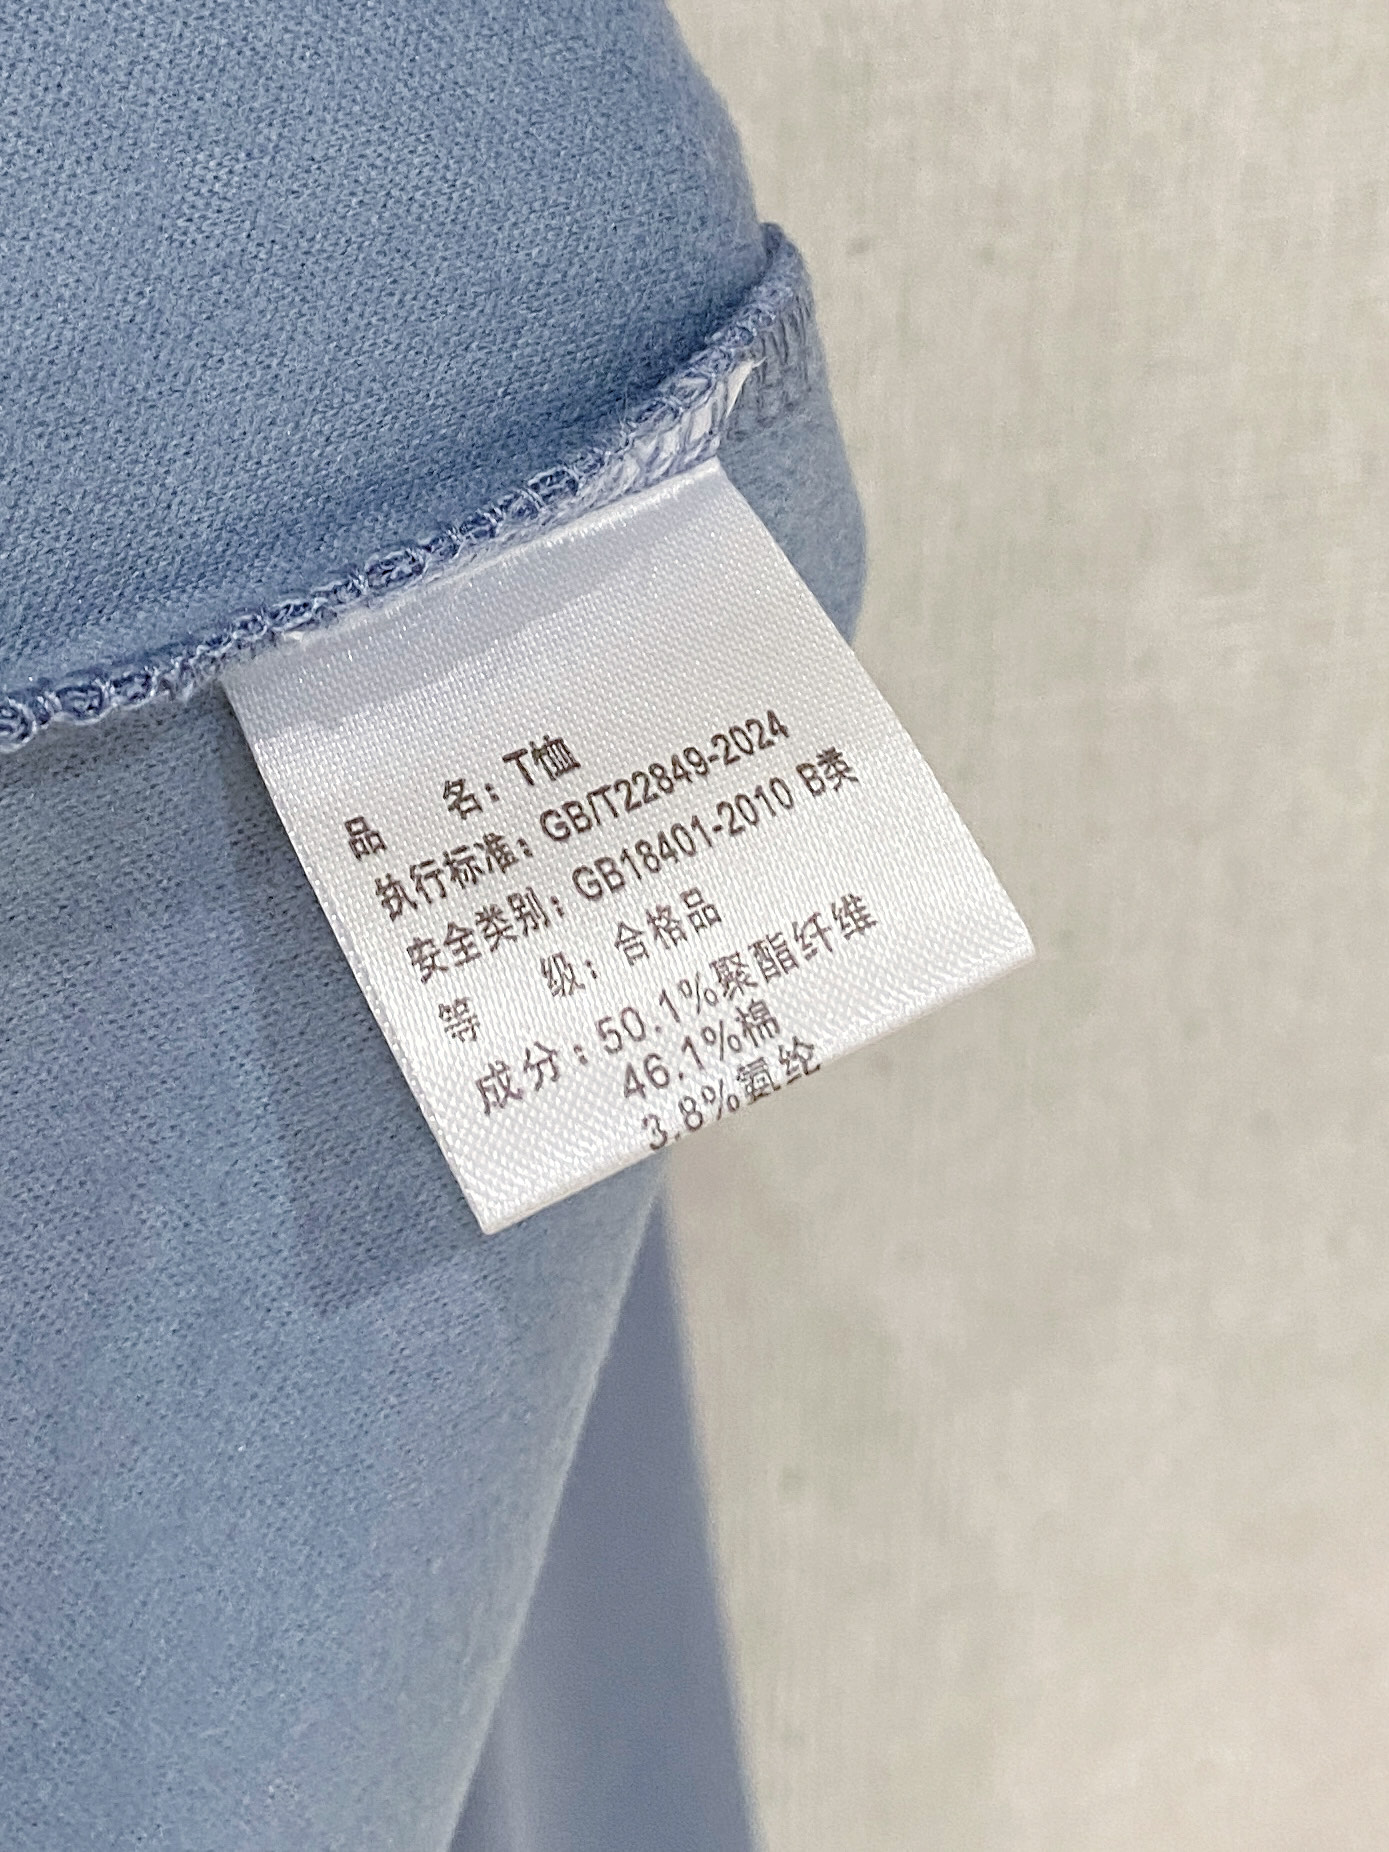 品 名：T恤
执行标准：GB/T22849-2024
安全类别：GB18401-2010 B类
等 级：合格品
成分：50.1%聚酯纤维
46.1%棉
3.8%氨纶